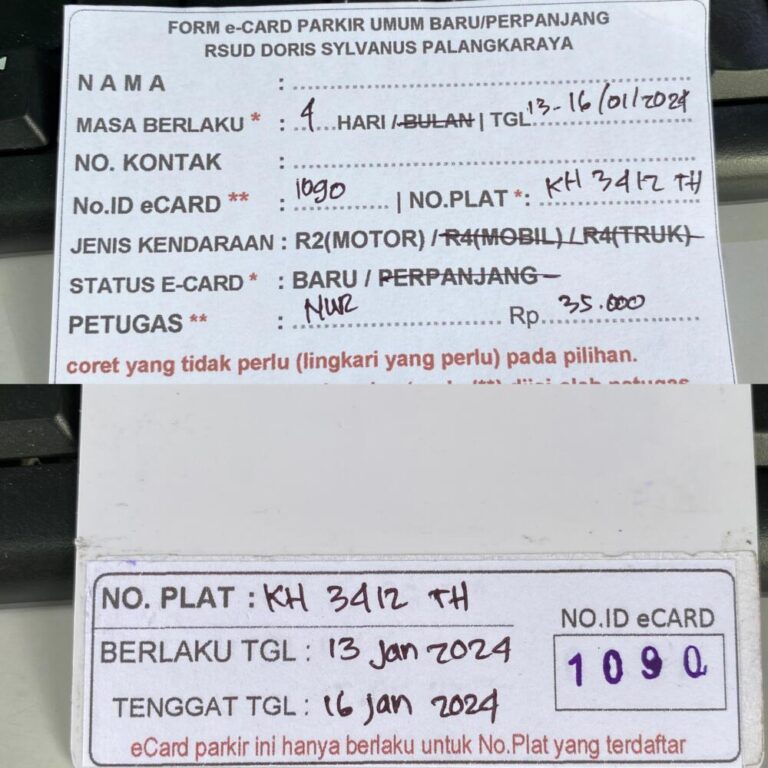 FORM e-CARD PARKIR UMUM BARU/PERPANJANG
RSUD DORIS SYLVANUS PALANGKARAYA
NAMA :
MASA BERLAKU * : 4 HARI / BULAN | TGL 13-16/01/2024
NO. KONTAK :
No.ID eCARD ** : 1090 | NO.PLAT *: KH 3412 TH
JENIS KENDARAAN : R2(MOTOR) / R4(MOBIL) / R4(TRUK)
STATUS E-CARD * : BARU / PERPANJANG
PETUGAS ** : NUR Rp. 35.000
coret yang tidak perlu (lingkari yang perlu) pada pilihan.
NO. PLAT : KH 3412 TH
NO.ID eCARD
BERLAKU TGL : 13 Jan 2024
1090
TENGGAT TGL : 16 Jan 2024
eCard parkir ini hanya berlaku untuk No.Plat yang terdaftar